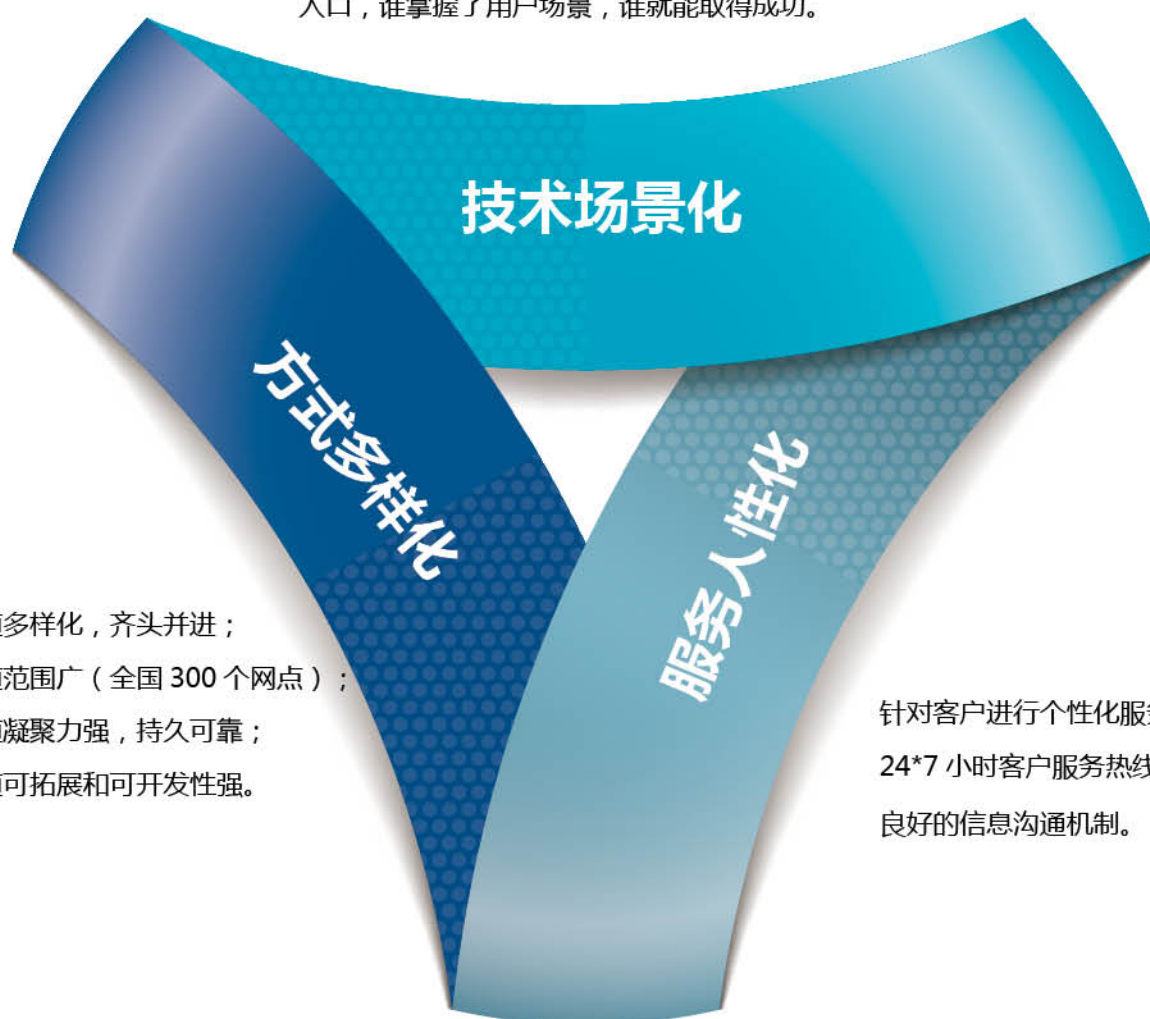 入口，谁掌握了用户场景，谁就能取得成功。
技术场景化
方式多样化
服务人性化
多样化，齐头并进；
范围广（全国 300 个网点）；
凝聚力强，持久可靠；
可拓展和可开发性强。
针对客户进行个性化服务
24*7 小时客户服务热线
良好的信息沟通机制。